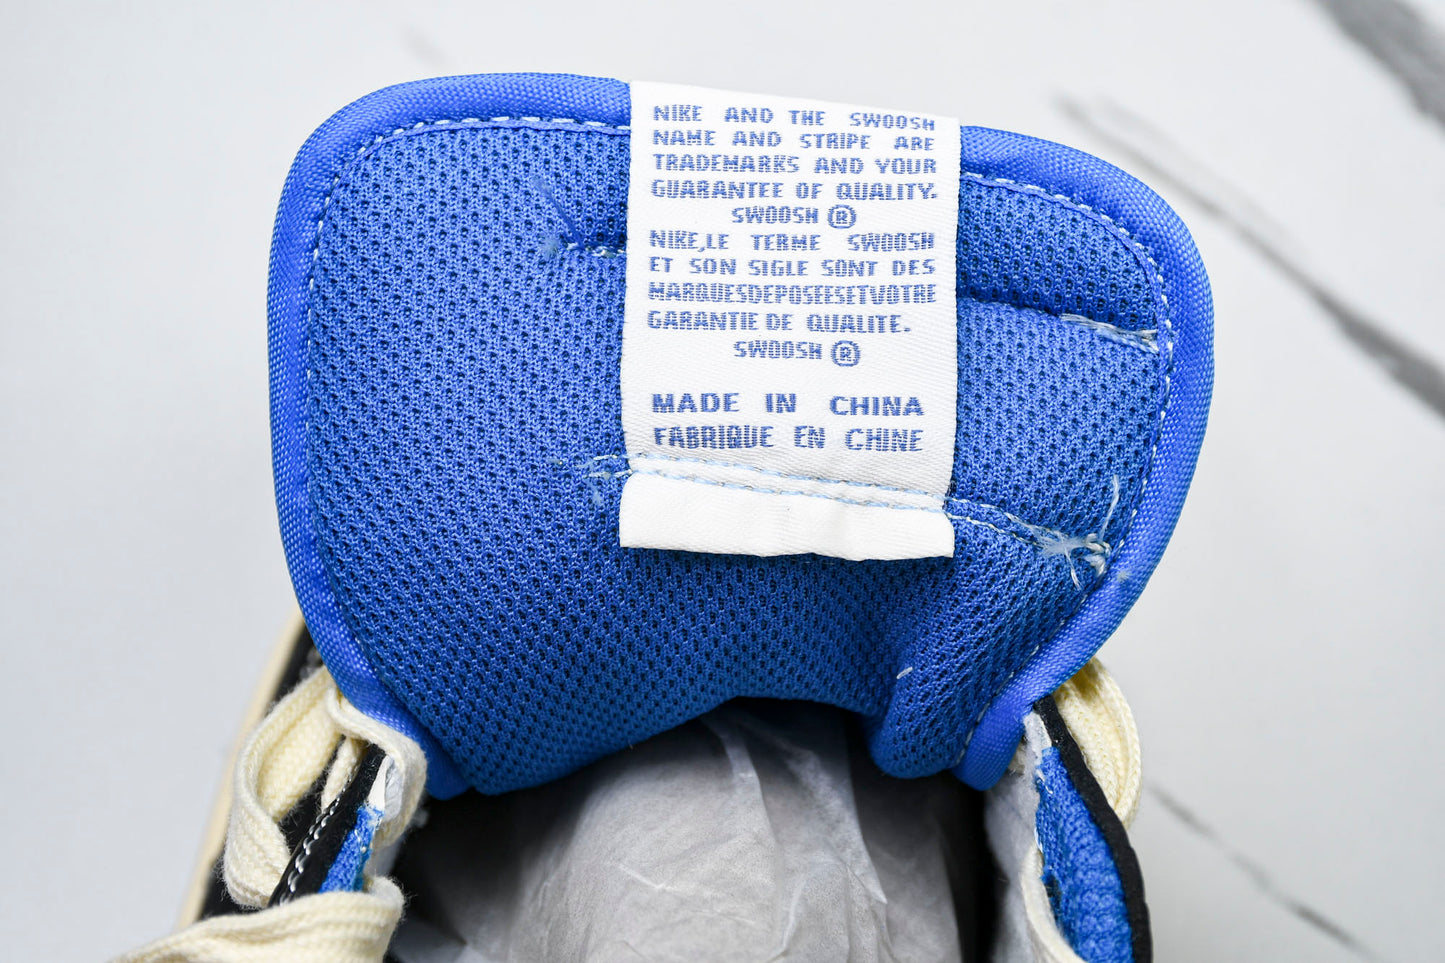 NIKE AND THE SWOOSH
NAME AND STRIPE ARE
TRADEMARKS AND YOUR
GUARANTEE OF QUALITY.
SWOOSH ®
NIKE,LE TERME SWOOSH
ET SON SIGLE SONT DES
MARQUESDEPOSEESETVOTRE
GARANTIE DE QUALITE.
SWOOSH ®
MADE IN CHINA
FABRIQUE EN CHINE